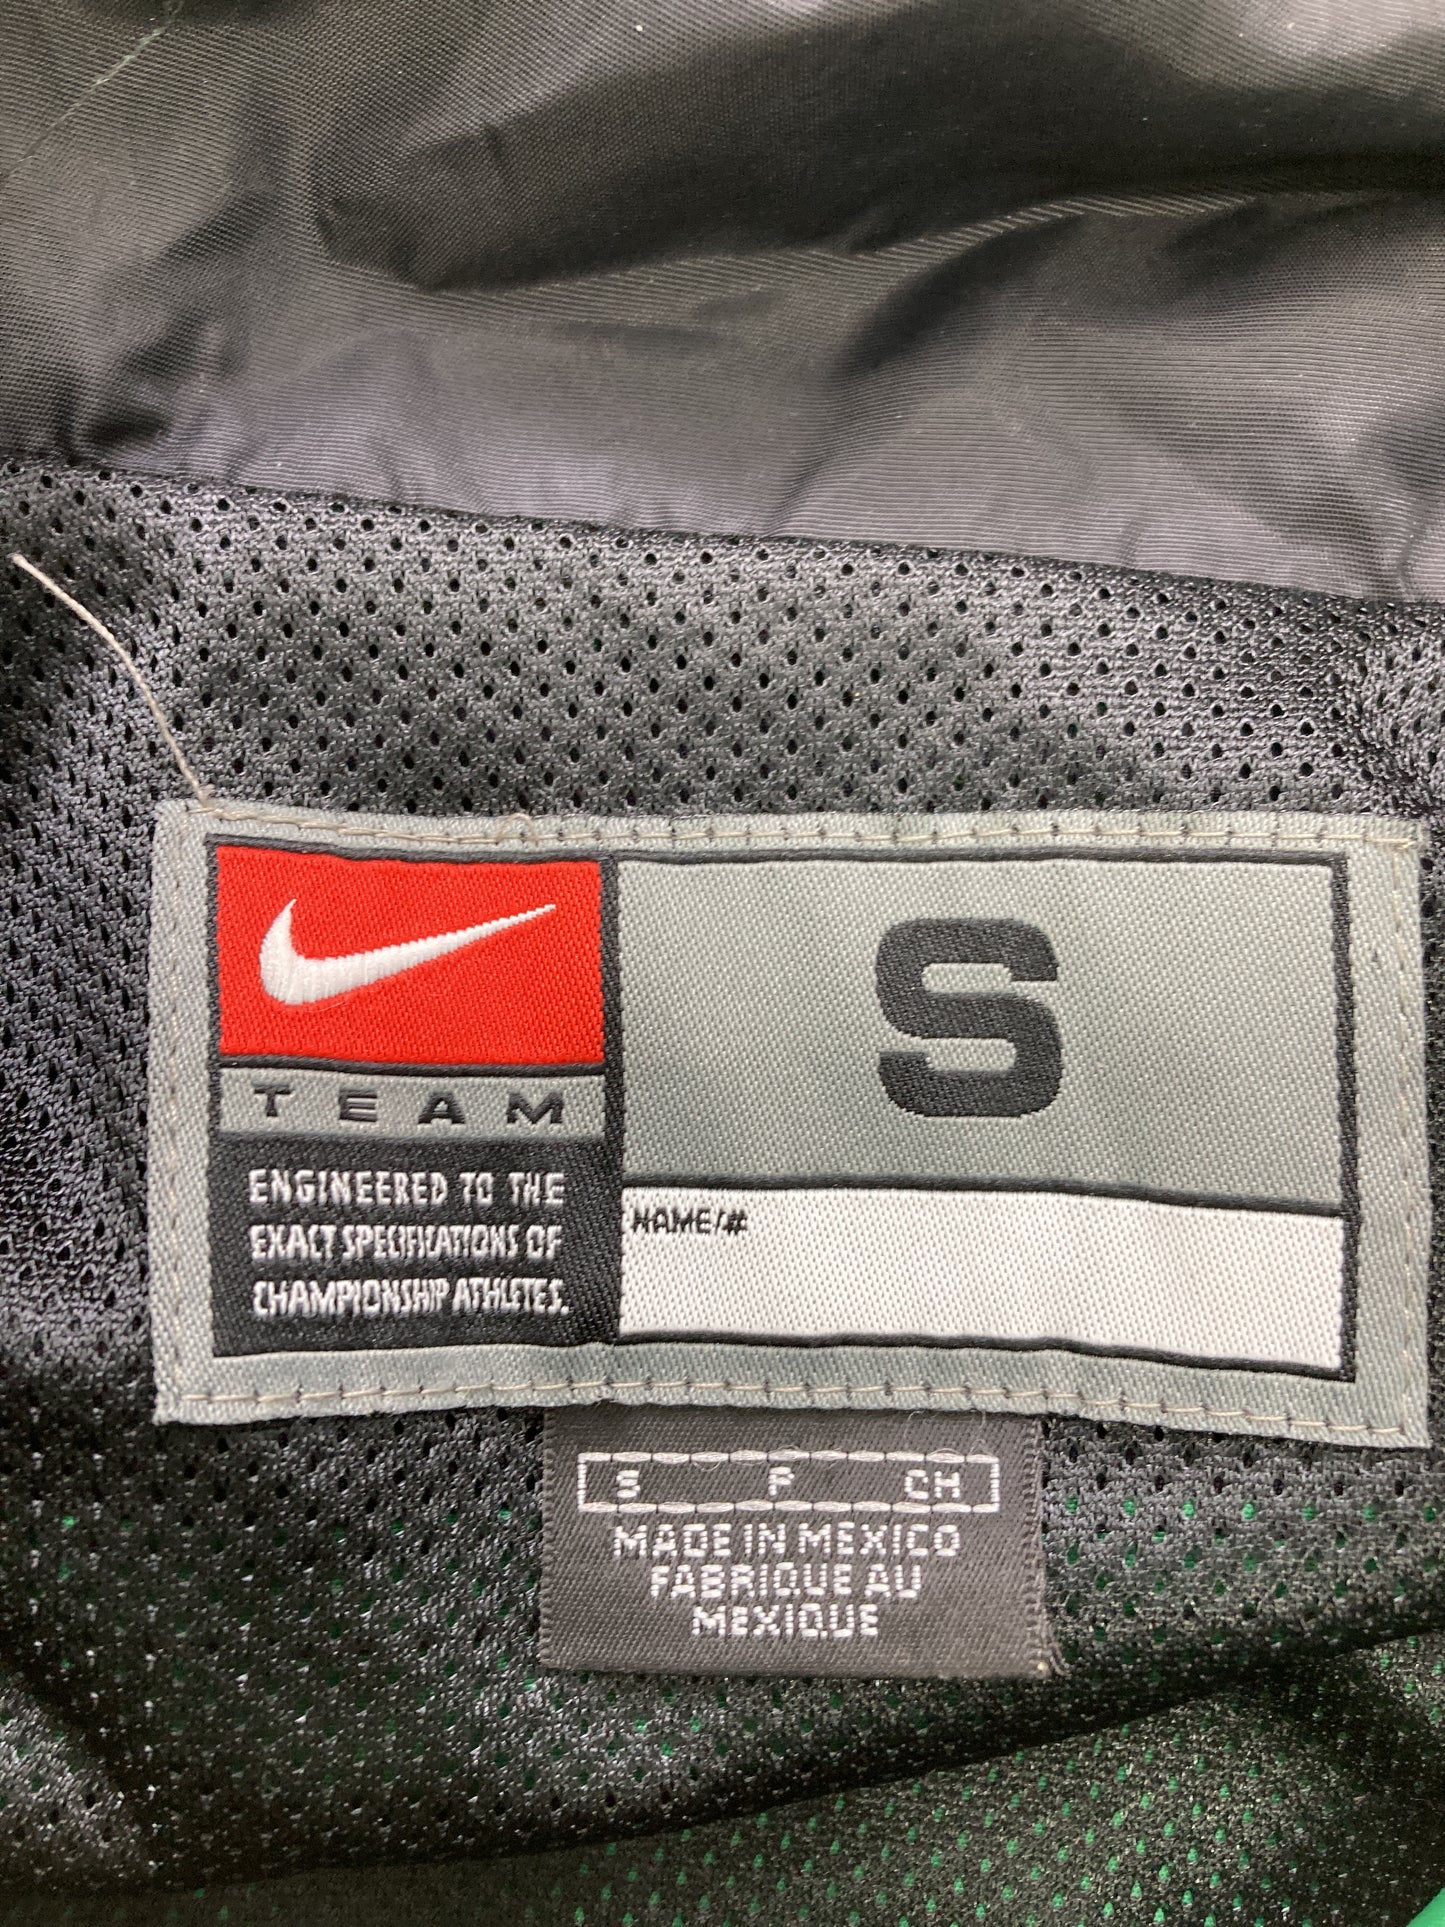 TEAM
ENGINEERED TO THE
EXACT SPECIFICATIONS OF
CHAMPIONSHIP ATHLETES.
S
NAME/#
S P CH
MADE IN MEXICO
FABRIQUE AU
MEXIQUE